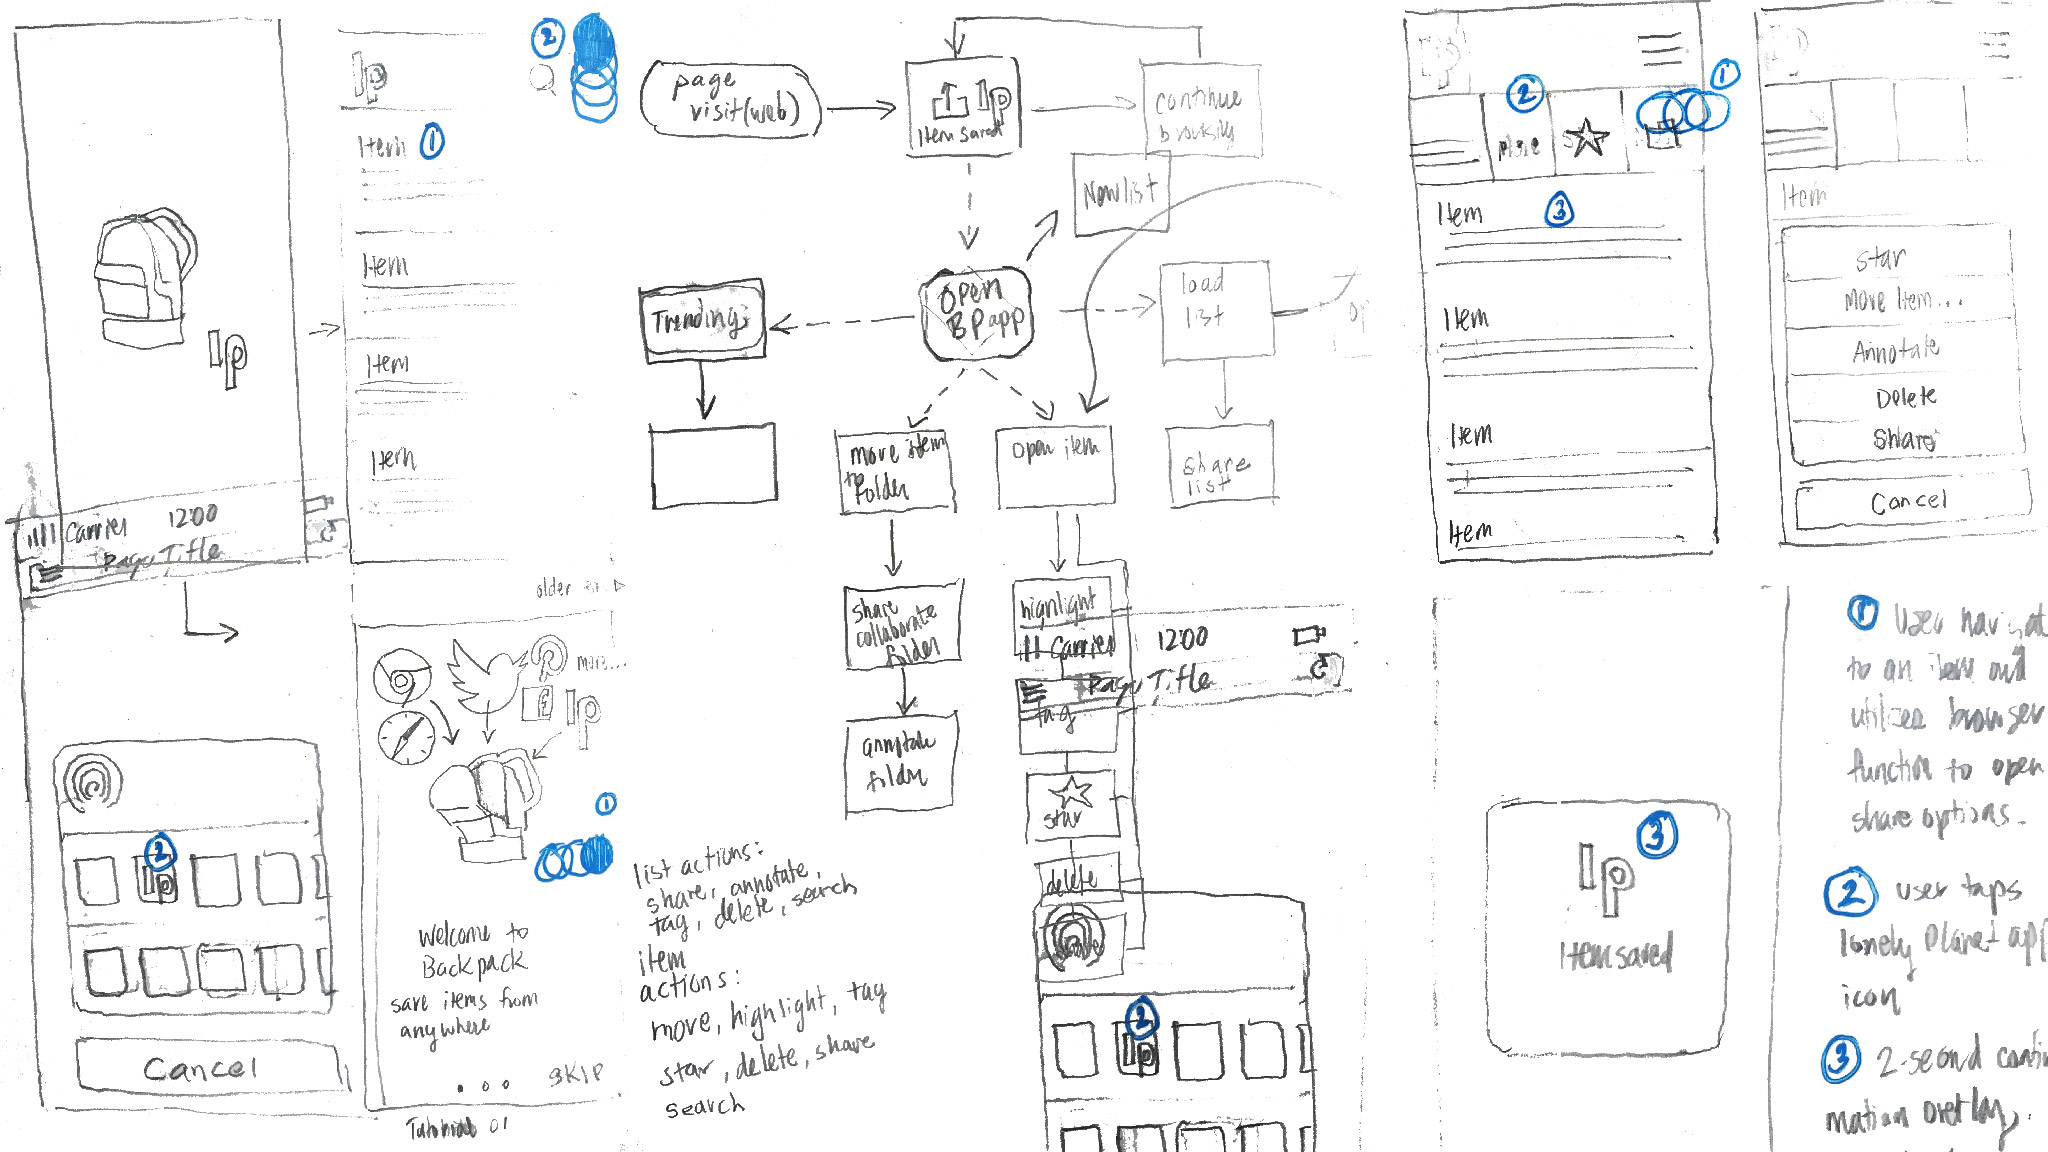 lp
Item 1
Item
Item
Item
2
lp
Carrier 12:00
Page Title
2
lp
Cancel
older
more...
lp
1
Welcome to
Backpack
save items from
anywhere
SKIP
Tutorial 01
page
visit (web)
lp
Item saved
continue
New list
Open
BP app
Trending
load
list
move item
to folder
open item
share
list
share
collaborate
folder
annotate
folder
highlight
Carrier 12:00
Page Title
tag
star
delete
2
lp
list actions:
share, annotate,
tag, delete, search
item
actions:
move, highlight, tag
star, delete, share
search
lp
1
2
Item 3
Item
Item
Item
Item
star
Move Item...
Annotate
Delete
Share
Cancel
3
lp
Item saved
1 User navigat
to an item and
utilizes browser
function to open
share options.
2 user taps
lonely planet app
icon
3 2-second confir
mation overlay,